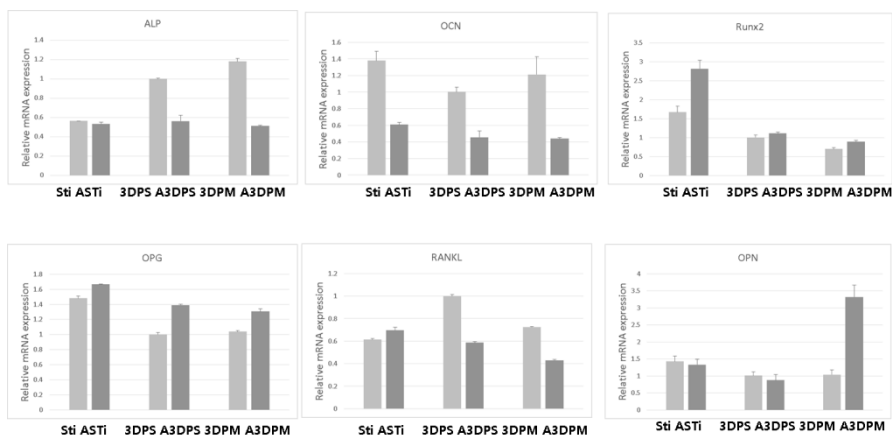 ALP
Relative mRNA expression
1.4
1.2
1
0.8
0.6
0.4
0.2
0
Sti ASTi 3DPS A3DPS 3DPM A3DPM
OCN
Relative mRNA expression
1.6
1.4
1.2
1
0.8
0.6
0.4
0.2
0
Sti ASTi 3DPS A3DPS 3DPM A3DPM
Runx2
Relative mRNA expression
3.5
3
2.5
2
1.5
1
0.5
0
Sti ASTi 3DPS A3DPS 3DPM A3DPM
OPG
Relative mRNA expression
1.8
1.6
1.4
1.2
1
0.8
0.6
0.4
0.2
0
Sti ASTi 3DPS A3DPS 3DPM A3DPM
RANKL
Relative mRNA expression
1.2
1
0.8
0.6
0.4
0.2
0
Sti ASTi 3DPS A3DPS 3DPM A3DPM
OPN
Relative mRNA expression
4
3.5
3
2.5
2
1.5
1
0.5
0
Sti ASTi 3DPS A3DPS 3DPM A3DPM